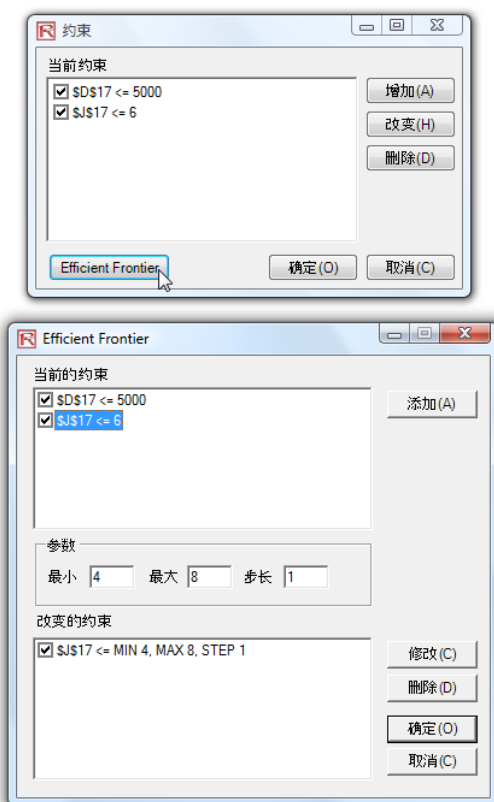 约束
当前约束
$D$17 <= 5000
$J$17 <= 6
增加(A)
改变(H)
删除(D)
Efficient Frontier
确定(O)
取消(C)
Efficient Frontier
当前的约束
$D$17 <= 5000
$J$17 <= 6
添加(A)
参数
最小 4 最大 8 步长 1
改变的约束
$J$17 <= MIN 4, MAX 8, STEP 1
修改(C)
删除(D)
确定(O)
取消(C)